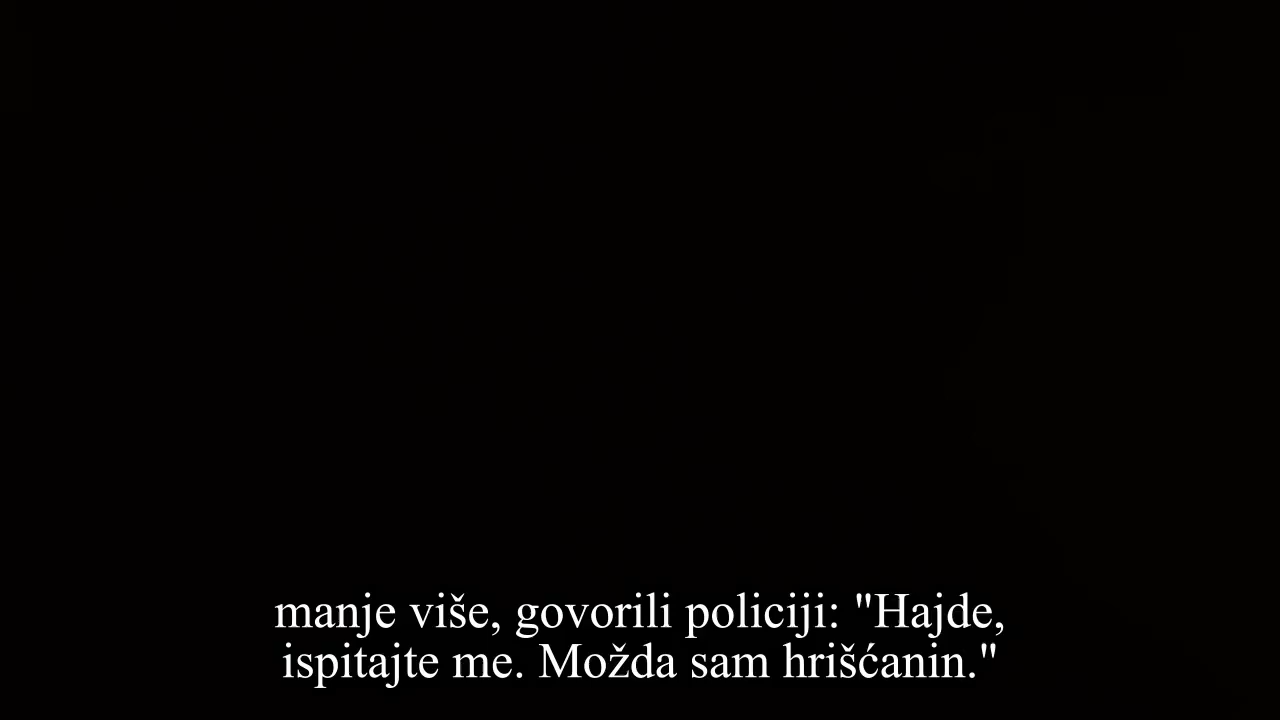 manje više, govorili policiji: "Hajde,
ispitajte me. Možda sam hrišćanin."